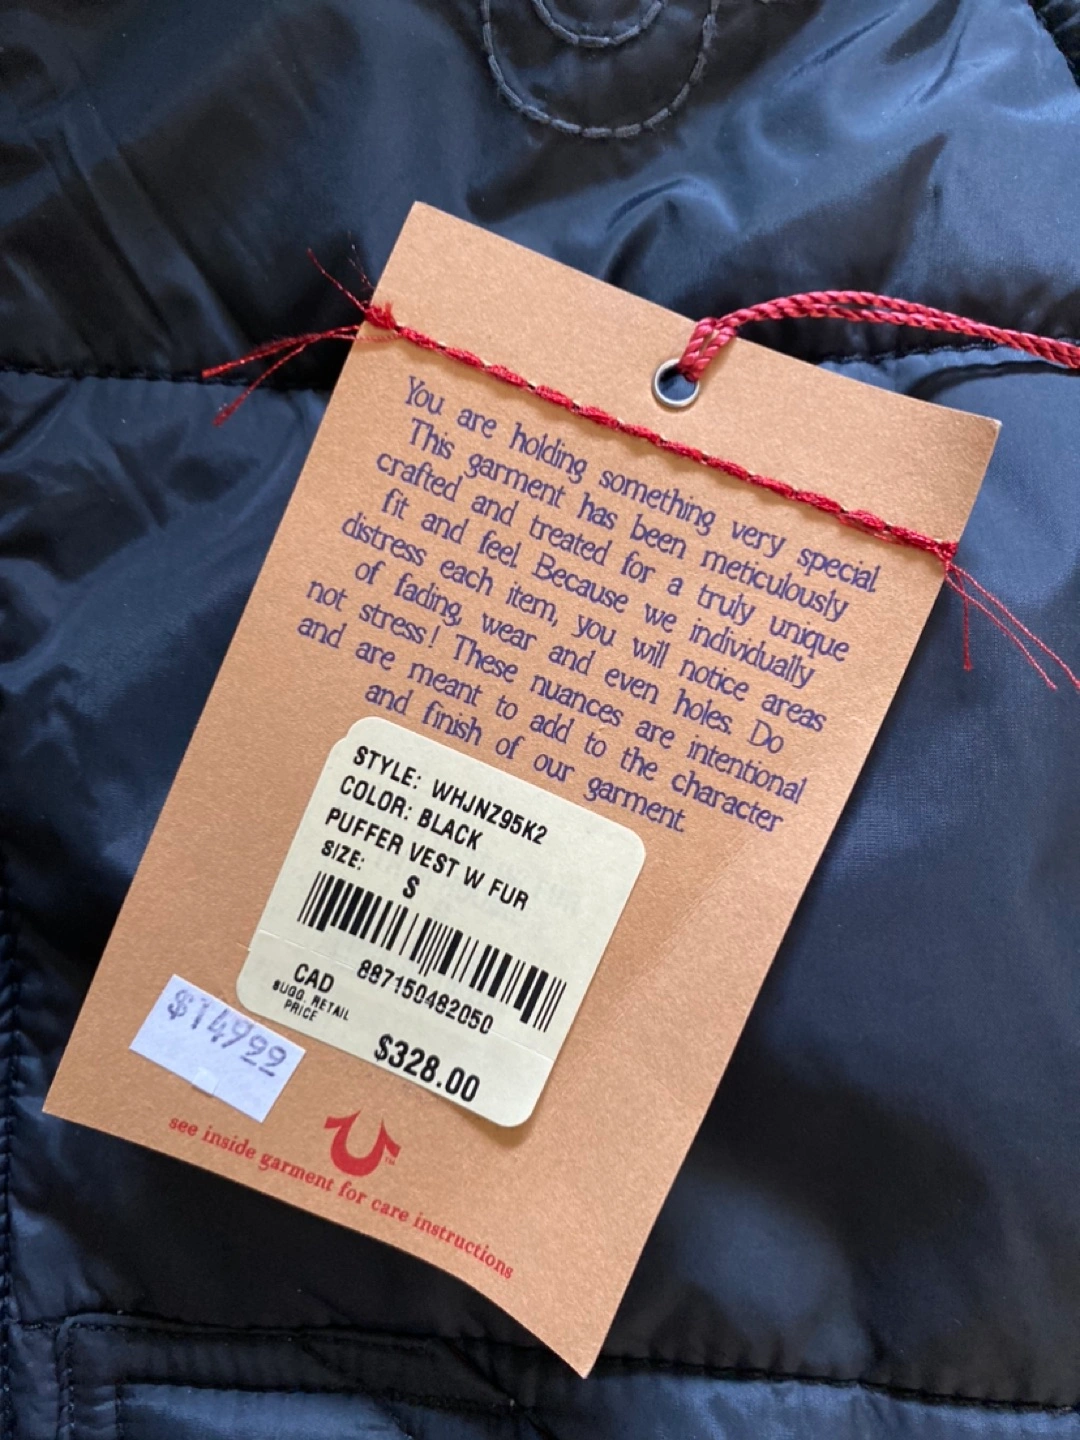 You are holding something very special.
This garment has been meticulously
crafted and treated for a truly unique
fit and feel. Because we individually
distress each item, you will notice areas
of fading, wear and even holes. Do
not stress! These nuances are intentional
and are meant to add to the character
and finish of our garment.
STYLE: WHJNZ95K2
COLOR: BLACK
PUFFER VEST W FUR
SIZE: S
887150482050
CAD
SUGG. RETAIL
PRICE
$328.00
$149.99
TM
see inside garment for care instructions